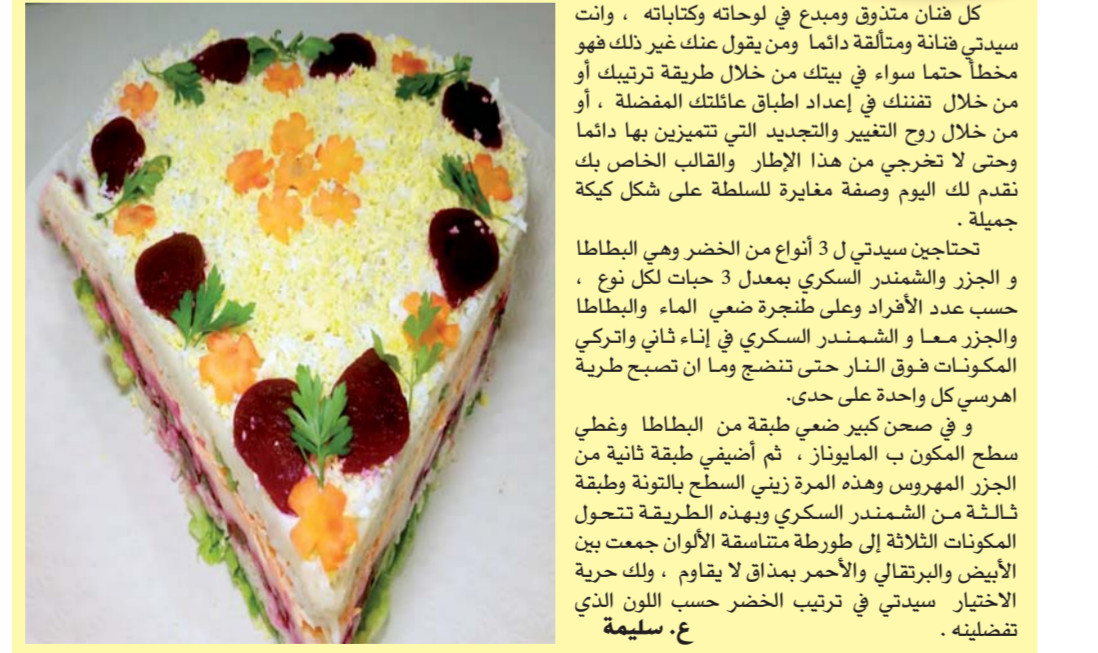 كل فنان متذوق ومبدع في لوحاته وكتاباته ، وانت
سيدتي فنانة ومتألقة دائما ومن يقول عنك غير ذلك فهو
مخطأ حتما سواء في بيتك من خلال طريقة ترتيبك أو
من خلال تفننك في إعداد اطباق عائلتك المفضلة ، أو
من خلال روح التغيير والتجديد التي تتميزين بها دائما
وحتى لا تخرجي من هذا الإطار والقالب الخاص بك
نقدم لك اليوم وصفة مغايرة للسلطة على شكل كيكة
جميلة .
تحتاجين سيدتي ل 3 أنواع من الخضر وهي البطاطا
و الجزر والشمندر السكري بمعدل 3 حبات لكل نوع ،
حسب عدد الأفراد وعلى طنجرة ضعي الماء والبطاطا
والجزر معا و الشمندر السكري في إناء ثاني واتركي
المكونات فوق النار حتى تنضج وما ان تصبح طرية
اهرسي كل واحدة على حدى.
و في صحن كبير ضعي طبقة من البطاطا وغطي
سطح المكون ب المايوناز ، ثم أضيفي طبقة ثانية من
الجزر المهروس وهذه المرة زيني السطح بالتونة وطبقة
ثالثة من الشمندر السكري وبهذه الطريقة تتحول
المكونات الثلاثة إلى طورطة متناسقة الألوان جمعت بين
الأبيض والبرتقالي والأحمر بمذاق لا يقاوم ، ولك حرية
الاختيار سيدتي في ترتيب الخضر حسب اللون الذي
تفضلينه .
ع. سليمة